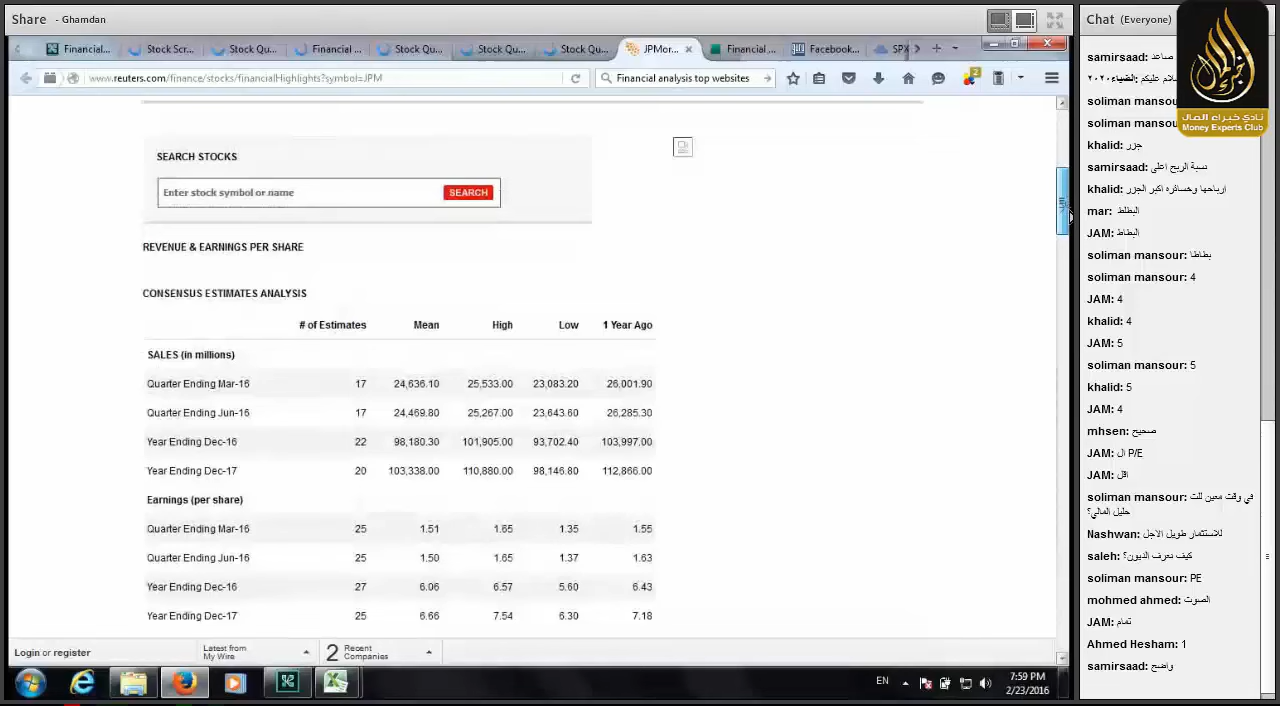 Share - Ghamdan
Financial... Stock Scr... Stock Qu... Stock Qu... Stock Qu... Stock Qu... JPMor... × Financial... Facebook... SPX
www.reuters.com/finance/stocks/financialHighlights?symbol=JPM
Financial analysis top websites
2
SEARCH STOCKS
Enter stock symbol or name SEARCH
REVENUE & EARNINGS PER SHARE
CONSENSUS ESTIMATES ANALYSIS
# of Estimates Mean High Low 1 Year Ago
SALES (in millions)
Quarter Ending Mar-16 17 24,636.10 25,533.00 23,083.20 26,001.90
Quarter Ending Jun-16 17 24,469.80 25,267.00 23,643.60 26,285.30
Year Ending Dec-16 22 98,180.30 101,905.00 93,702.40 103,997.00
Year Ending Dec-17 20 103,338.00 110,880.00 98,146.80 112,866.00
Earnings (per share)
Quarter Ending Mar-16 25 1.51 1.65 1.35 1.55
Quarter Ending Jun-16 25 1.50 1.65 1.37 1.63
Year Ending Dec-16 27 6.06 6.57 5.60 6.43
Year Ending Dec-17 25 6.66 7.54 6.30 7.18
Login or register
Latest from
My Wire
2 Recent
Companies
EN
7:59 PM
2/23/2016
Chat (Everyone)
samirsaad: صاعد
soliman mansou
soliman mansou
khalid: جزر
samirsaad: نسبة الربح اعلى
khalid: ارباحها وخسائره اكبر الجزر
mar: البطلط
JAM: البطاط
soliman mansour: بطاطا
soliman mansour: 4
JAM: 4
khalid: 4
JAM: 5
soliman mansour: 5
khalid: 5
JAM: 4
mhsen: صحيح
JAM: ال P/E
JAM: اقل
soliman mansour: في وقت معين للت
حليل المالي؟
Nashwan: للاستثمار طويل الاجل
saleh: كيف نعرف الديون؟
soliman mansour: PE
mohmed ahmed: الصوت
JAM: تمام
Ahmed Hesham: 1
samirsaad: واضح
نادي خبراء المال
Money Experts Club